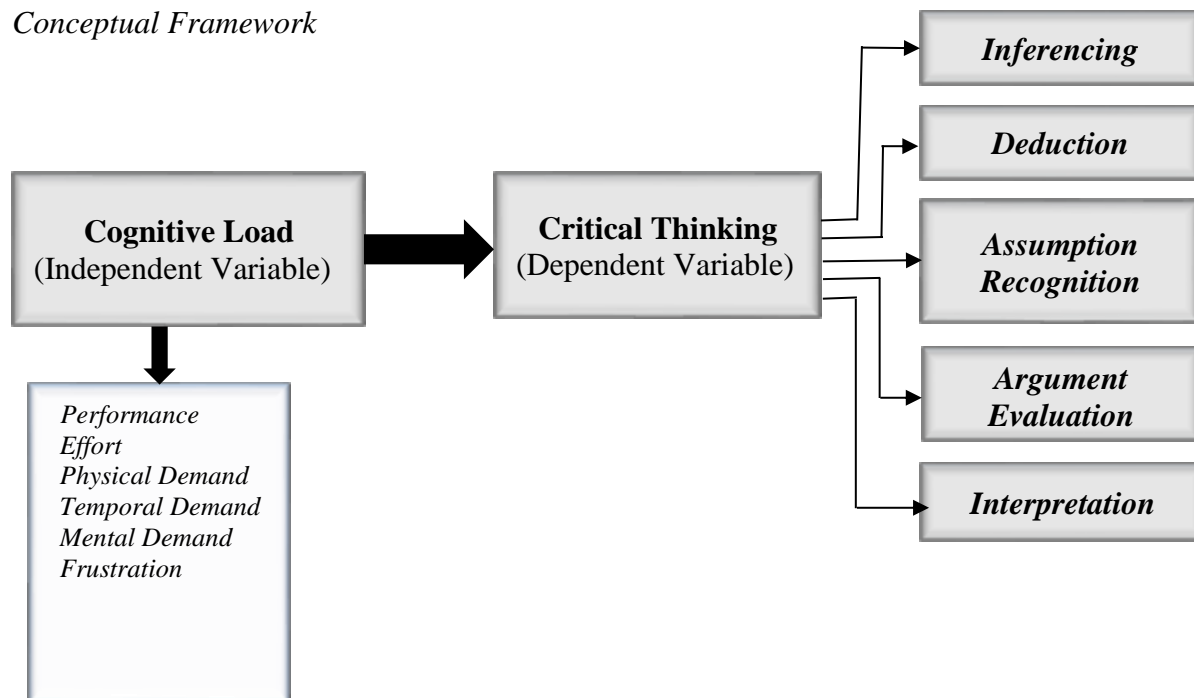 Conceptual Framework
Cognitive Load
(Independent Variable)
Performance
Effort
Physical Demand
Temporal Demand
Mental Demand
Frustration
Critical Thinking
(Dependent Variable)
Inferencing
Deduction
Assumption
Recognition
Argument
Evaluation
Interpretation